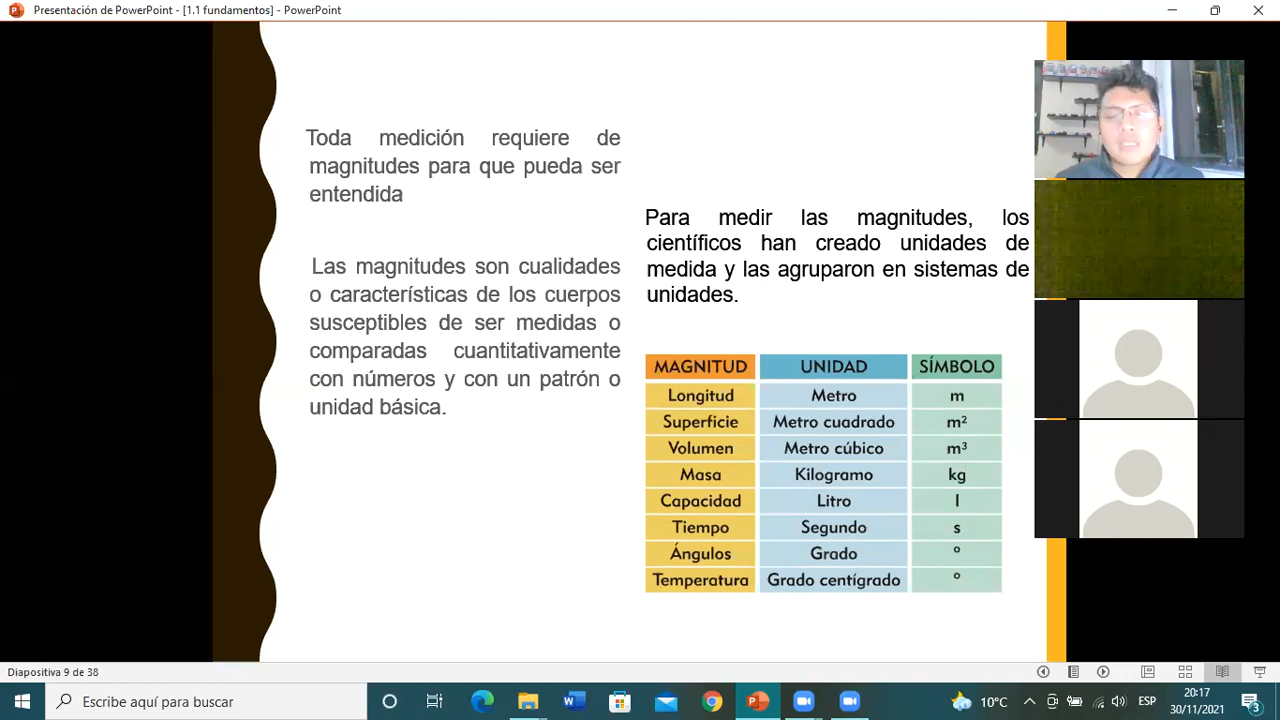 Presentación de PowerPoint - [1.1 fundamentos] - PowerPoint
Toda medición requiere de
magnitudes para que pueda ser
entendida
Las magnitudes son cualidades
o características de los cuerpos
susceptibles de ser medidas o
comparadas cuantitativamente
con números y con un patrón o
unidad básica.
Para medir las magnitudes, los
científicos han creado unidades de
medida y las agruparon en sistemas de
unidades.
MAGNITUD UNIDAD SÍMBOLO
Longitud Metro m
Superficie Metro cuadrado m²
Volumen Metro cúbico m³
Masa Kilogramo kg
Capacidad Litro l
Tiempo Segundo s
Ángulos Grado º
Temperatura Grado centígrado º
Diapositiva 9 de 38
Escribe aquí para buscar
10°C
ESP
20:17
30/11/2021
3